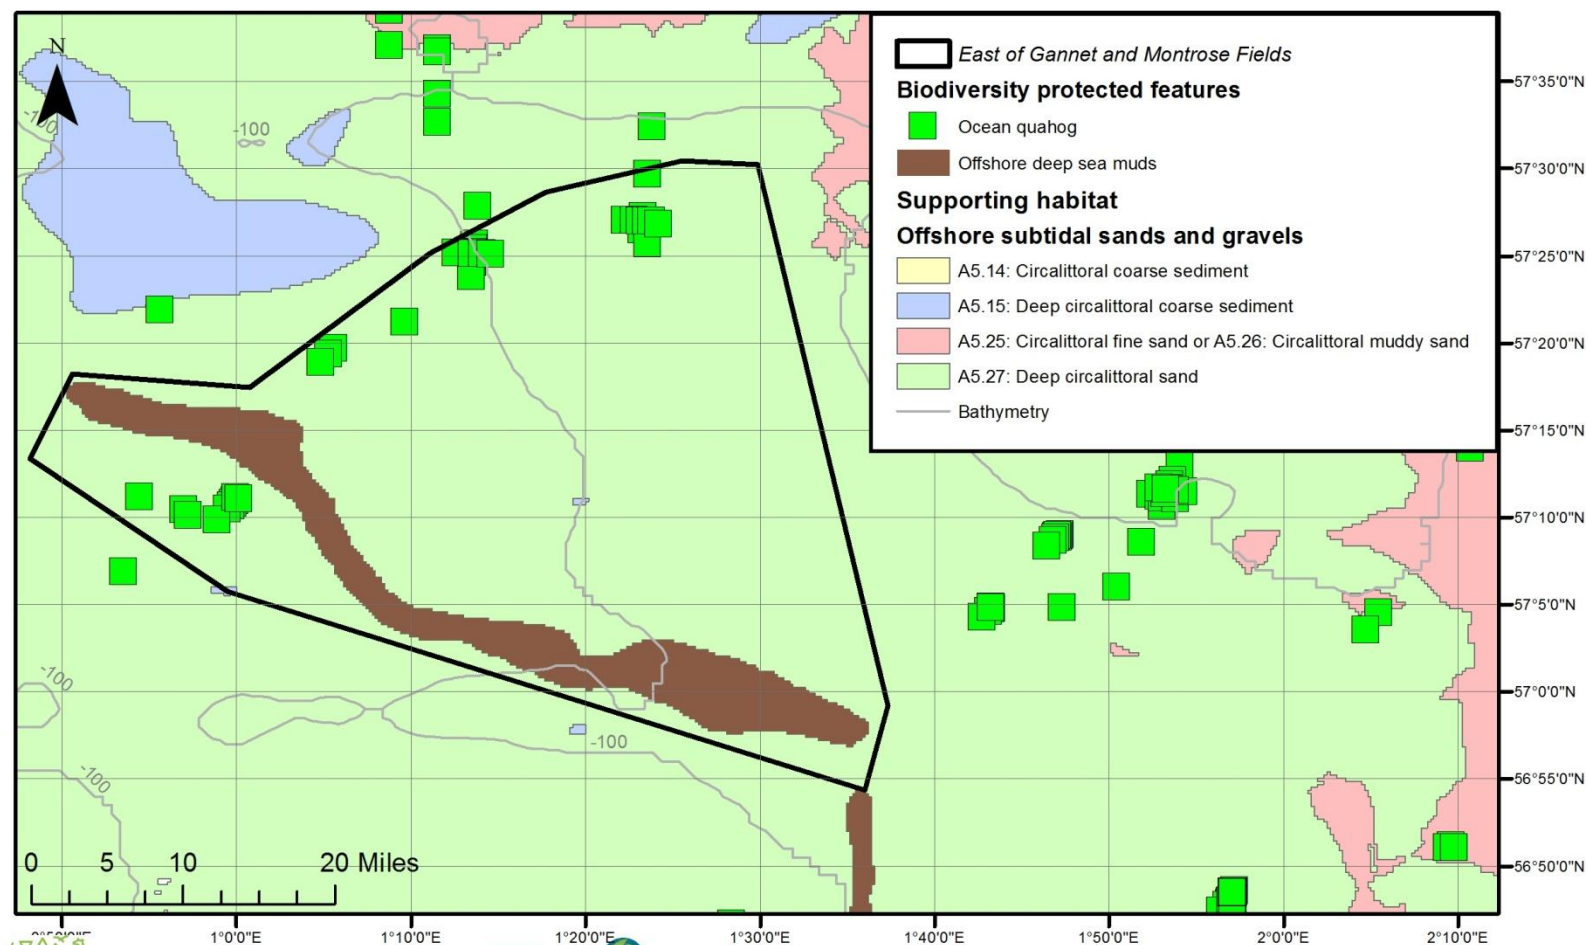 N
-100
-100
-100
-100
-100
East of Gannet and Montrose Fields
Biodiversity protected features
Ocean quahog
Offshore deep sea muds
Supporting habitat
Offshore subtidal sands and gravels
A5.14: Circalittoral coarse sediment
A5.15: Deep circalittoral coarse sediment
A5.25: Circalittoral fine sand or A5.26: Circalittoral muddy sand
A5.27: Deep circalittoral sand
Bathymetry
57°35'0"N
57°30'0"N
57°25'0"N
57°20'0"N
57°15'0"N
57°10'0"N
57°5'0"N
57°0'0"N
56°55'0"N
56°50'0"N
0 5 10 20 Miles
1°0'0"E 1°10'0"E 1°20'0"E 1°30'0"E 1°40'0"E 1°50'0"E 2°0'0"E 2°10'0"E